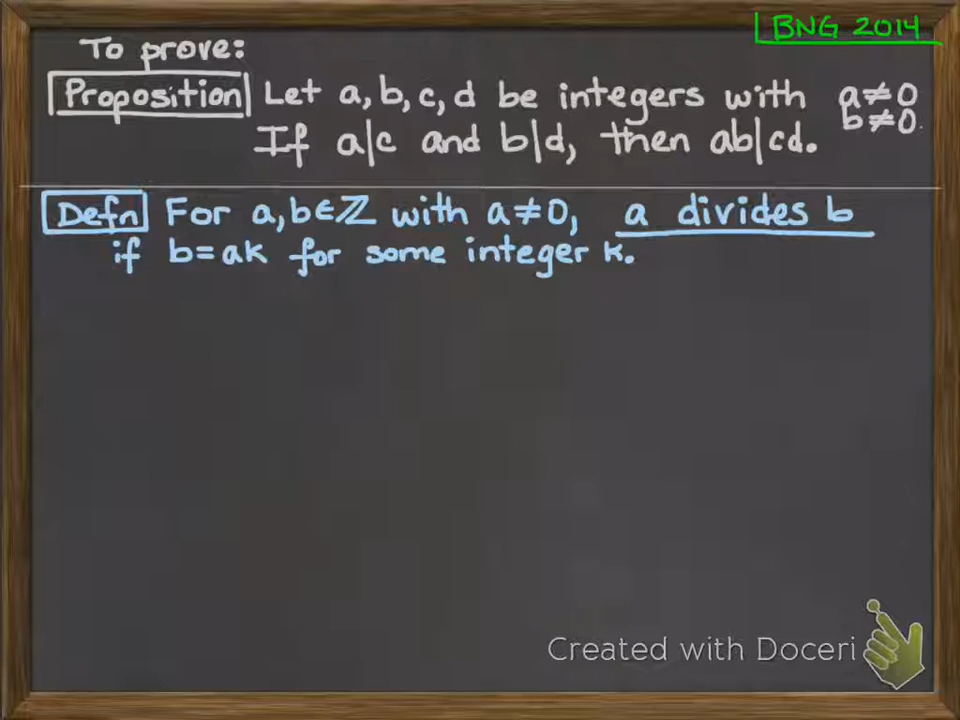 BNG 2014
To prove:
Proposition Let a, b, c, d be integers with a≠0
b≠0.
If a|c and b|d, then ab|cd.
Defn For a, b∈ℤ with a≠0, a divides b
if b=ak for some integer k.
Created with Doceri